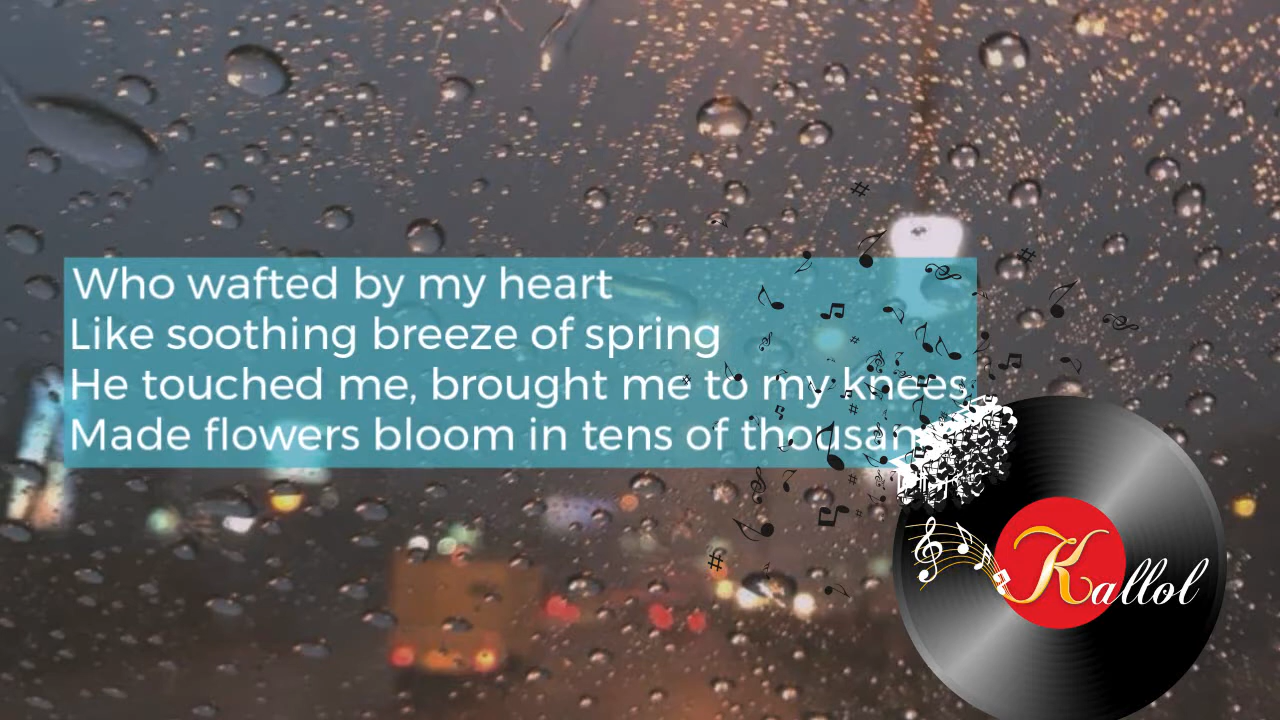 Who wafted by my heart
Like soothing breeze of spring
He touched me, brought me to my knees,
Made flowers bloom in tens of
Kallol